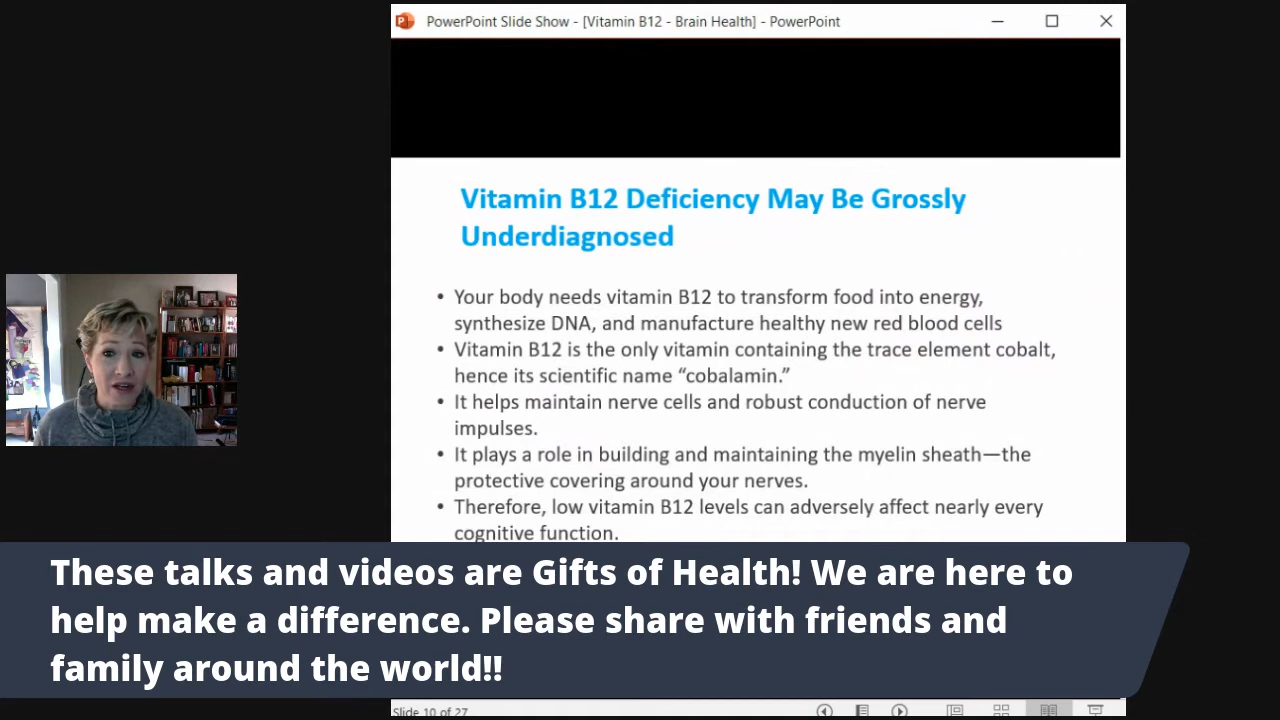 PowerPoint Slide Show - [Vitamin B12 - Brain Health] - PowerPoint
Vitamin B12 Deficiency May Be Grossly
Underdiagnosed
• Your body needs vitamin B12 to transform food into energy,
synthesize DNA, and manufacture healthy new red blood cells
• Vitamin B12 is the only vitamin containing the trace element cobalt,
hence its scientific name “cobalamin.”
• It helps maintain nerve cells and robust conduction of nerve
impulses.
• It plays a role in building and maintaining the myelin sheath—the
protective covering around your nerves.
• Therefore, low vitamin B12 levels can adversely affect nearly every
cognitive function.
These talks and videos are Gifts of Health! We are here to
help make a difference. Please share with friends and
family around the world!!
Slide 10 of 27